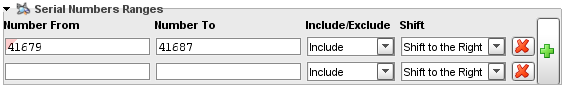 Serial Numbers Ranges
Number From Number To Include/Exclude Shift
41679 41687 Include Shift to the Right
Include Shift to the Right